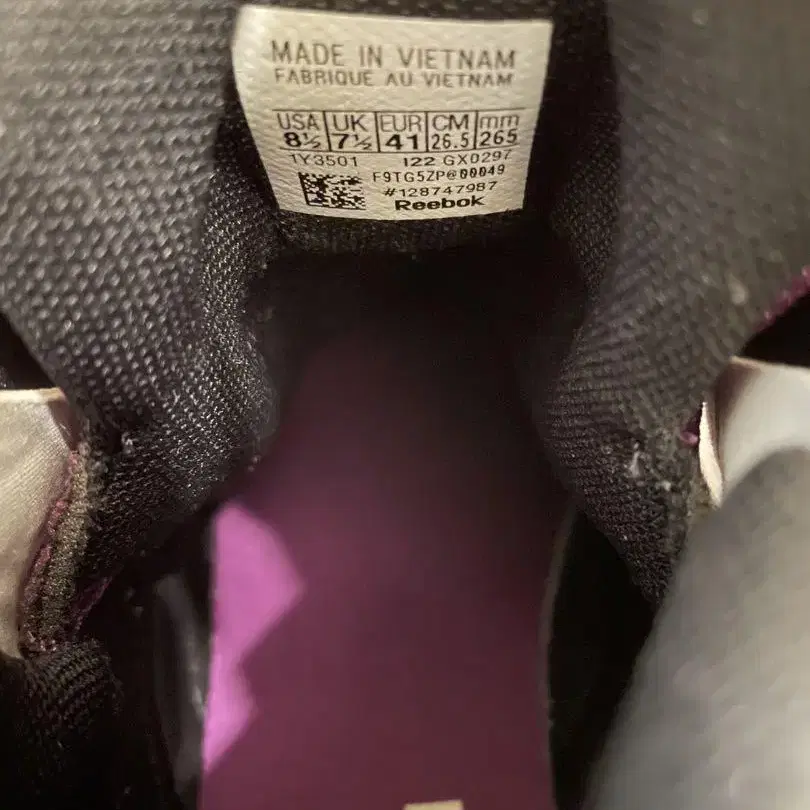 MADE IN VIETNAM
FABRIQUE AU VIETNAM
USA UK EUR CM mm
8½ 7½ 41 26.5 265
1Y3501 I22 GX0297
F9TG5ZP@00049
#128747987
Reebok